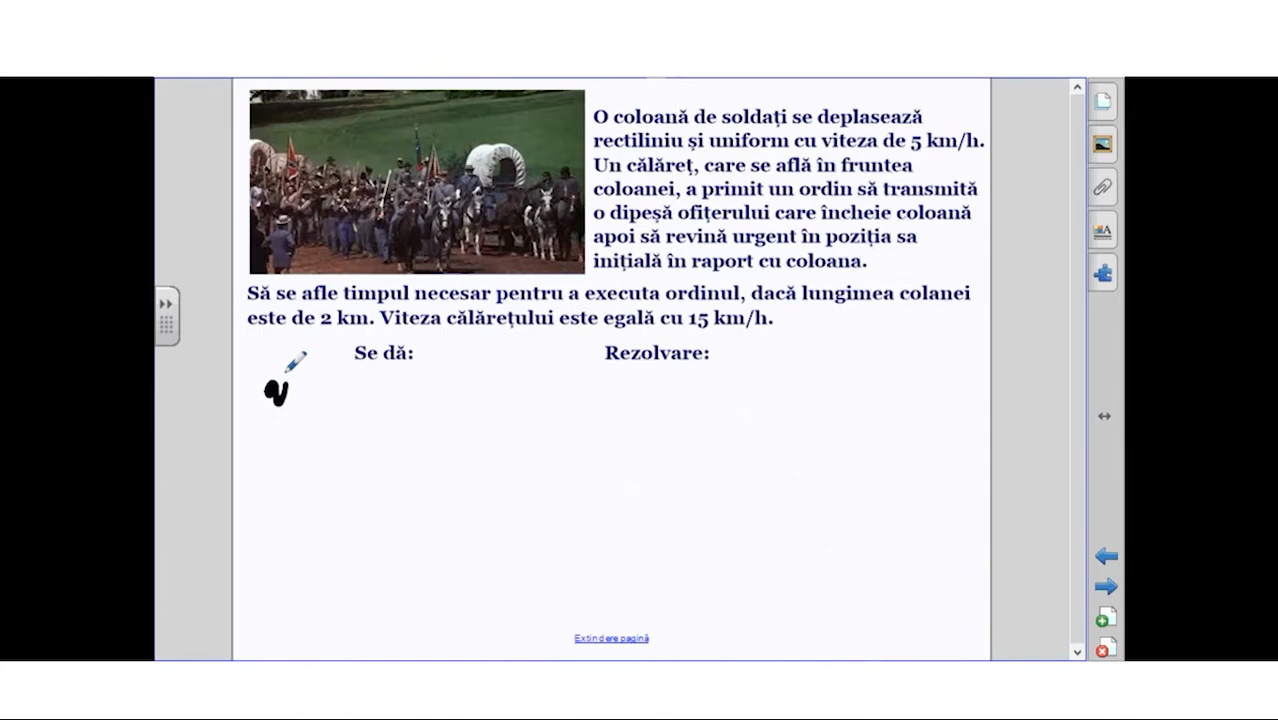 O coloană de soldați se deplasează
rectiliniu și uniform cu viteza de 5 km/h.
Un călăreț, care se află în fruntea
coloanei, a primit un ordin să transmită
o dipeşă ofițerului care încheie coloană
apoi să revină urgent în poziția sa
inițială în raport cu coloana.
Să se afle timpul necesar pentru a executa ordinul, dacă lungimea colanei
este de 2 km. Viteza călărețului este egală cu 15 km/h.
Se dă: Rezolvare:
Extindere pagină